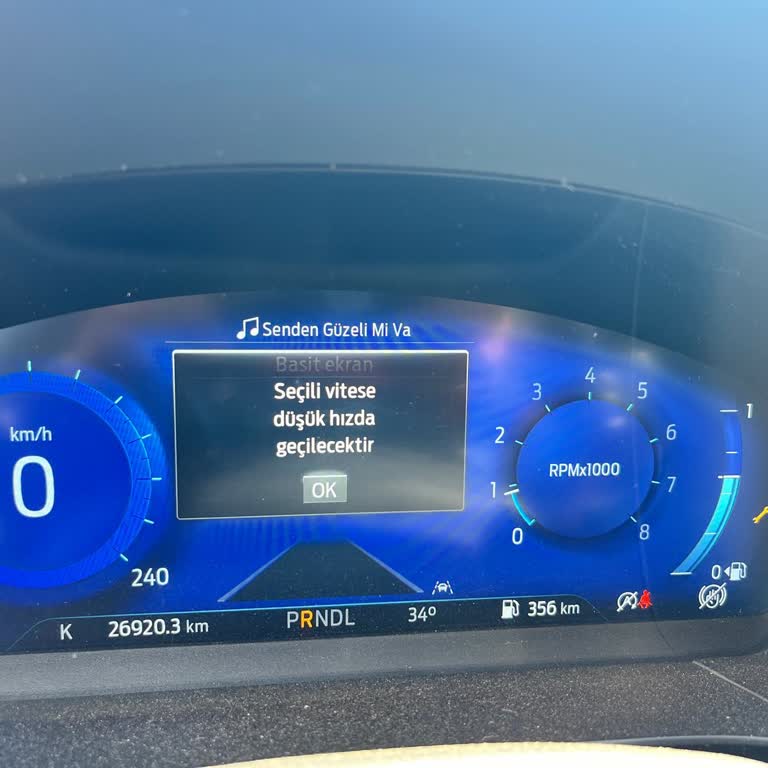 Senden Güzeli Mi Va
Basit ekran
Seçili vitese
düşük hızda
geçilecektir
OK
km/h
0
240
3 4 5
2 6
1 7
0 8
RPMx1000
1
0
K 26920.3 km PRNDL 34° 356 km